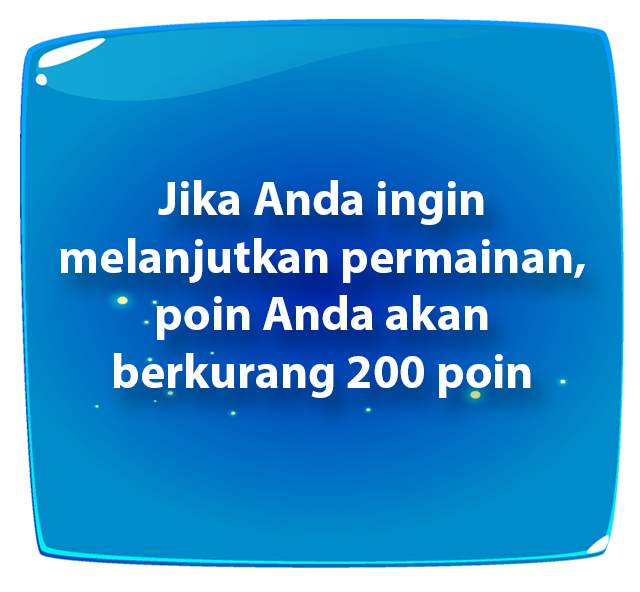 Jika Anda ingin
melanjutkan permainan,
poin Anda akan
berkurang 200 poin